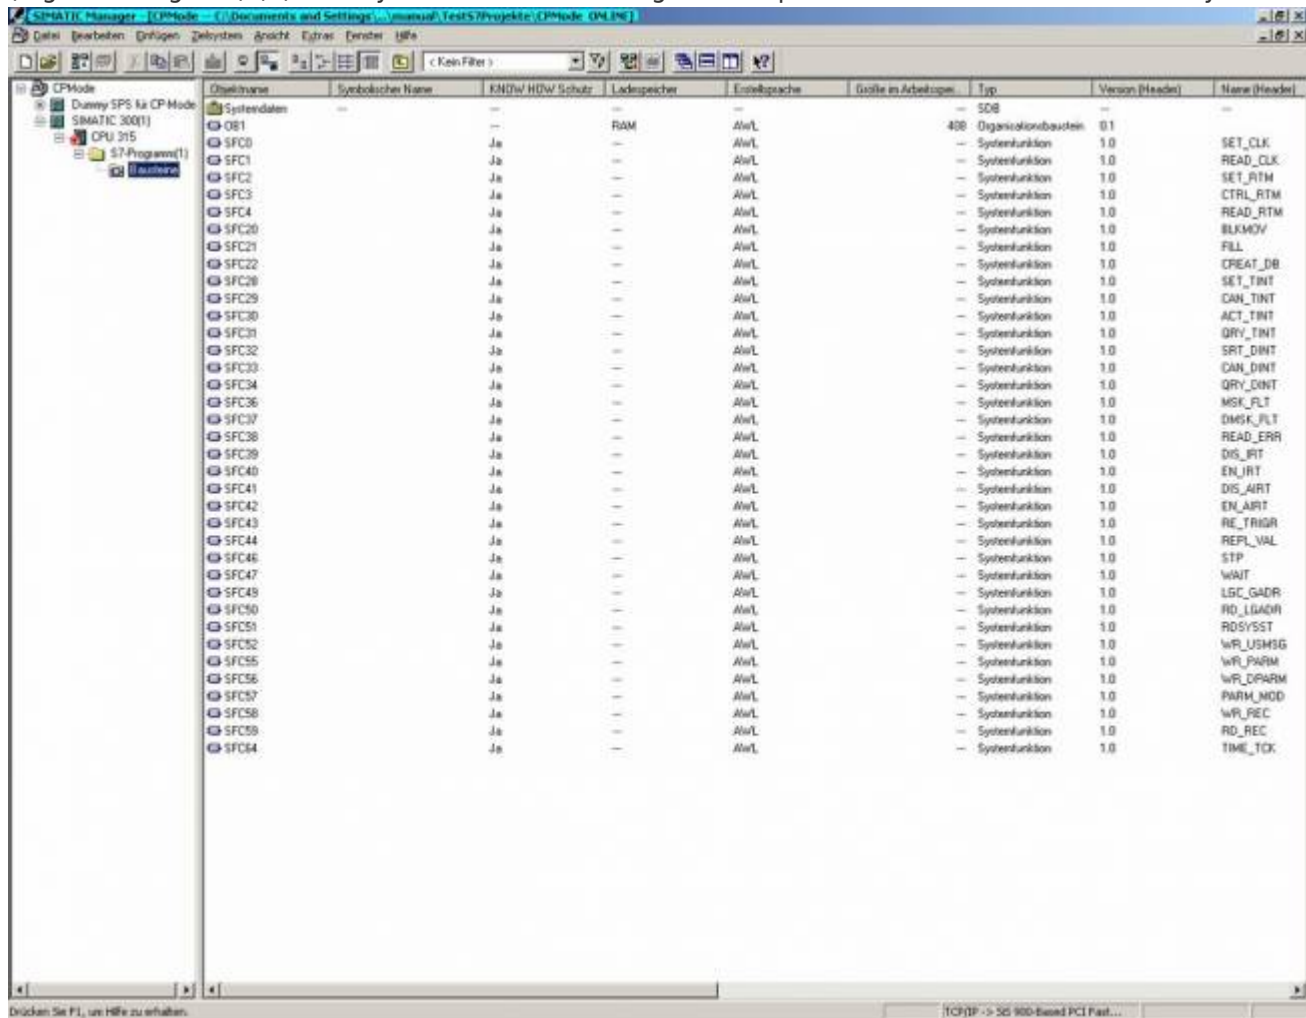 SIMATIC Manager - [CPMode -- C:\Documents and Settings\...\manual\TestS7Projekte\CPMode ONLINE]
Datei Bearbeiten Einfügen Zielsystem Ansicht Extras Fenster Hilfe
< Kein Filter >
CPMode
Dummy SPS für CP Mode
SIMATIC 300(1)
CPU 315
S7-Programm(1)
Bausteine
Objektname Symbolischer Name KNOW HOW Schutz Ladespeicher Erstellsprache Größe im Arbeitsspei... Typ Version (Header) Name (Header)
Systemdaten -- -- -- -- SDB -- --
OB1 -- RAM AWL 408 Organisationsbaustein 0.1
SFC0 Ja -- AWL -- Systemfunktion 1.0 SET_CLK
SFC1 Ja -- AWL -- Systemfunktion 1.0 READ_CLK
SFC2 Ja -- AWL -- Systemfunktion 1.0 SET_RTM
SFC3 Ja -- AWL -- Systemfunktion 1.0 CTRL_RTM
SFC4 Ja -- AWL -- Systemfunktion 1.0 READ_RTM
SFC20 Ja -- AWL -- Systemfunktion 1.0 BLKMOV
SFC21 Ja -- AWL -- Systemfunktion 1.0 FILL
SFC22 Ja -- AWL -- Systemfunktion 1.0 CREAT_DB
SFC28 Ja -- AWL -- Systemfunktion 1.0 SET_TINT
SFC29 Ja -- AWL -- Systemfunktion 1.0 CAN_TINT
SFC30 Ja -- AWL -- Systemfunktion 1.0 ACT_TINT
SFC31 Ja -- AWL -- Systemfunktion 1.0 QRY_TINT
SFC32 Ja -- AWL -- Systemfunktion 1.0 SRT_DINT
SFC33 Ja -- AWL -- Systemfunktion 1.0 CAN_DINT
SFC34 Ja -- AWL -- Systemfunktion 1.0 QRY_DINT
SFC36 Ja -- AWL -- Systemfunktion 1.0 MSK_FLT
SFC37 Ja -- AWL -- Systemfunktion 1.0 DMSK_FLT
SFC38 Ja -- AWL -- Systemfunktion 1.0 READ_ERR
SFC39 Ja -- AWL -- Systemfunktion 1.0 DIS_IRT
SFC40 Ja -- AWL -- Systemfunktion 1.0 EN_IRT
SFC41 Ja -- AWL -- Systemfunktion 1.0 DIS_AIRT
SFC42 Ja -- AWL -- Systemfunktion 1.0 EN_AIRT
SFC43 Ja -- AWL -- Systemfunktion 1.0 RE_TRIGR
SFC44 Ja -- AWL -- Systemfunktion 1.0 REPL_VAL
SFC46 Ja -- AWL -- Systemfunktion 1.0 STP
SFC47 Ja -- AWL -- Systemfunktion 1.0 WAIT
SFC49 Ja -- AWL -- Systemfunktion 1.0 LGC_GADR
SFC50 Ja -- AWL -- Systemfunktion 1.0 RD_LGADR
SFC51 Ja -- AWL -- Systemfunktion 1.0 RDSYSST
SFC52 Ja -- AWL -- Systemfunktion 1.0 WR_USMSG
SFC55 Ja -- AWL -- Systemfunktion 1.0 WR_PARM
SFC56 Ja -- AWL -- Systemfunktion 1.0 WR_DPARM
SFC57 Ja -- AWL -- Systemfunktion 1.0 PARM_MOD
SFC58 Ja -- AWL -- Systemfunktion 1.0 WR_REC
SFC59 Ja -- AWL -- Systemfunktion 1.0 RD_REC
SFC64 Ja -- AWL -- Systemfunktion 1.0 TIME_TCK
Drücken Sie F1, um Hilfe zu erhalten.
TCP/IP -> SiS 900-Based PCI Fast...